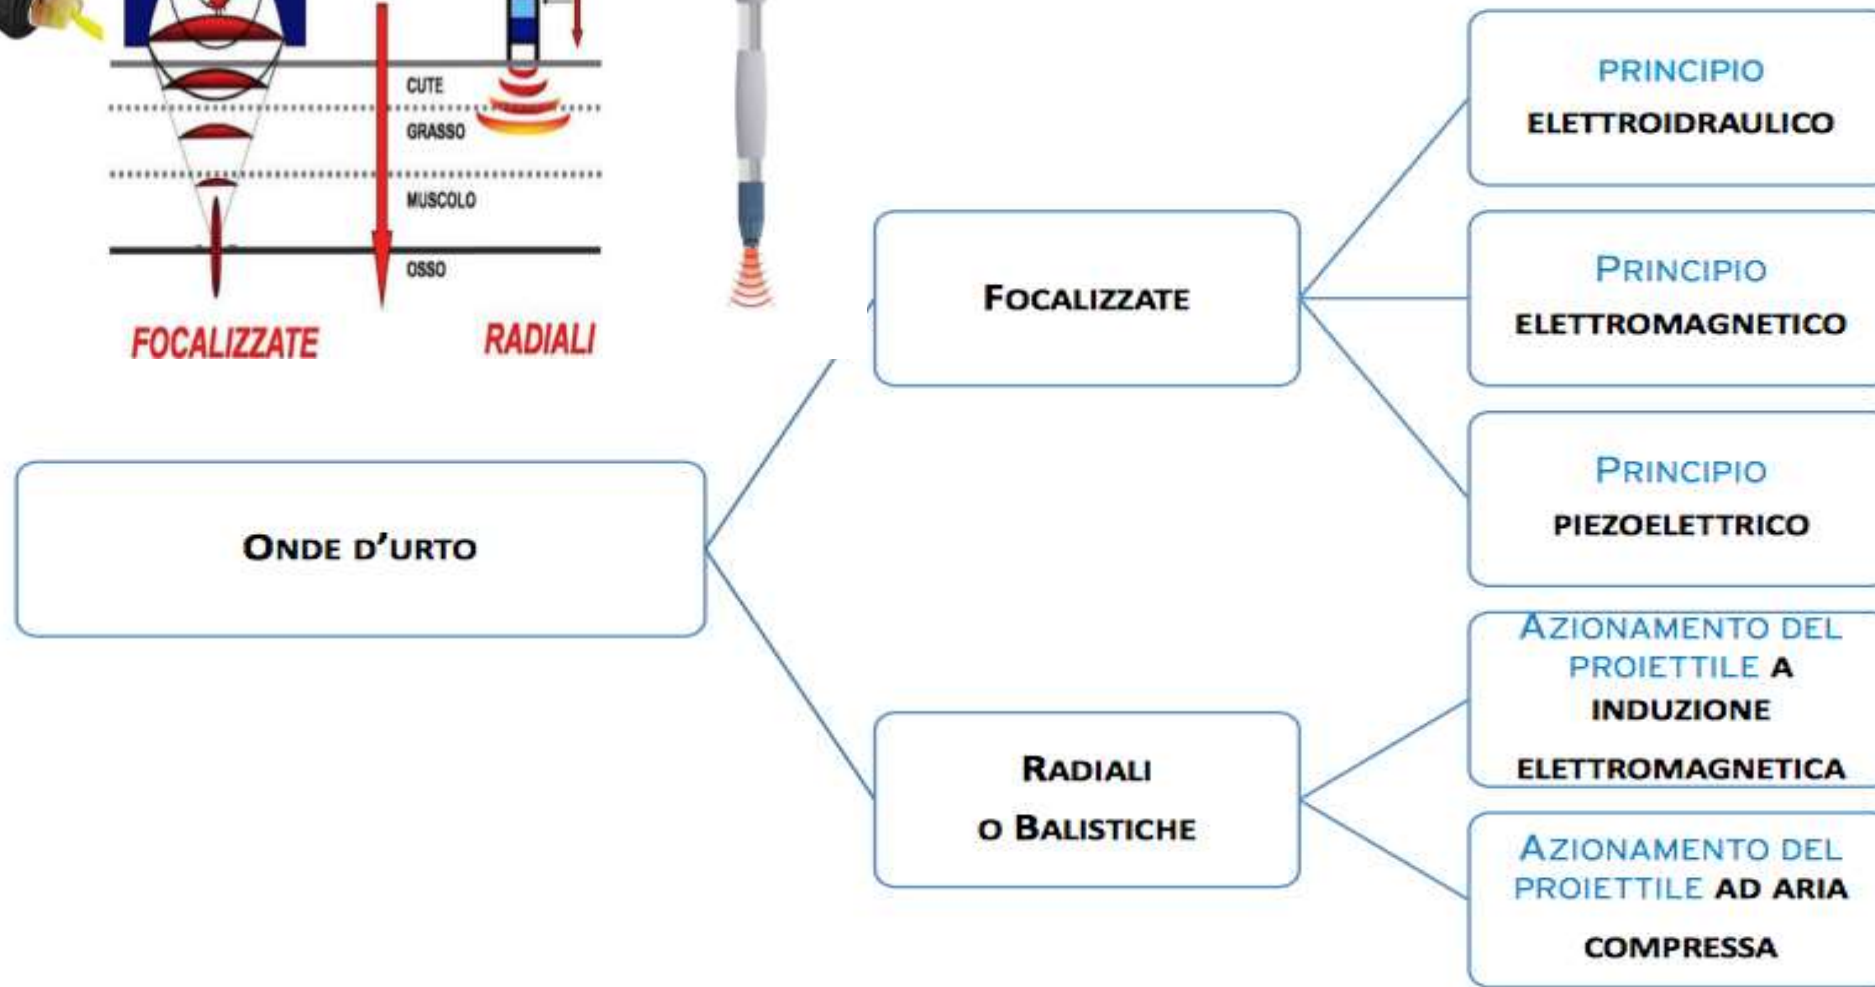 CUTE
GRASSO
MUSCOLO
OSSO
FOCALIZZATE
RADIALI
ONDE D'URTO
FOCALIZZATE
PRINCIPIO
ELETTROIDRAULICO
PRINCIPIO
ELETTROMAGNETICO
PRINCIPIO
PIEZOELETTRICO
RADIALI
O BALISTICHE
AZIONAMENTO DEL
PROIETTILE A
INDUZIONE
ELETTROMAGNETICA
AZIONAMENTO DEL
PROIETTILE AD ARIA
COMPRESSA